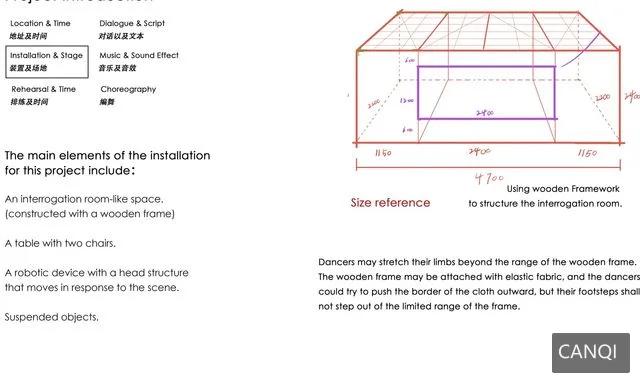 Project Introduction
Location & Time
地址及时间
Dialogue & Script
对话以及文本
Installation & Stage
装置及场地
Music & Sound Effect
音乐及音效
Rehearsal & Time
排练及时间
Choregraphy
编舞
The main elements of the installation
for this project include：
An interrogation room-like space.
(constructed with a wooden frame)
A table with two chairs.
A robotic device with a head structure
that moves in response to the scene.
Suspended objects.
600
1200
600
2400
2200
2200
2400
1150
2400
1150
4700
Size reference
Using wooden Framework
to structure the interrogation room.
Dancers may stretch their limbs beyond the range of the wooden frame.
The wooden frame may be attached with elastic fabric, and the dancers
could try to push the border of the cloth outward, but their footsteps shall
not step out of the limited range of the frame.
CANQI